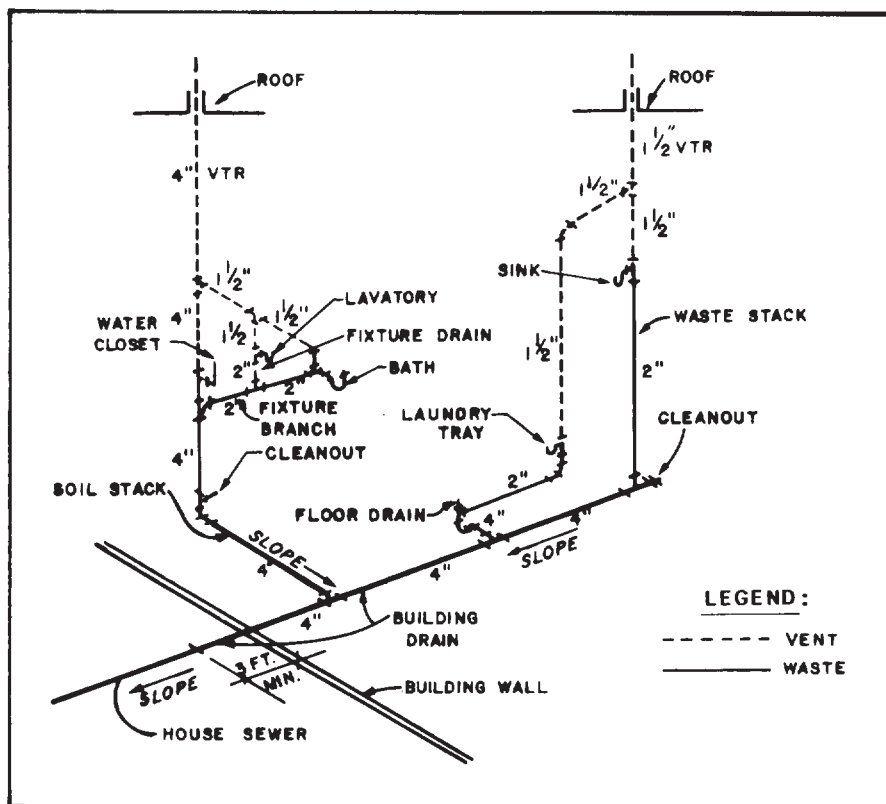 ROOF
ROOF
4" VTR
1 1/2" VTR
1 1/2"
1 1/2"
1 1/2"
1 1/2"
LAVATORY
SINK
4"
WATER
CLOSET
1 1/2
FIXTURE DRAIN
WASTE STACK
1 1/2"
2"
2"
BATH
2"
2"
FIXTURE
BRANCH
LAUNDRY
TRAY
CLEANOUT
4"
CLEANOUT
SOIL STACK
2"
FLOOR DRAIN
4"
4"
SLOPE
SLOPE
4
4"
LEGEND:
4"
BUILDING
DRAIN
VENT
WASTE
3 FT.
MIN.
SLOPE
BUILDING WALL
HOUSE SEWER